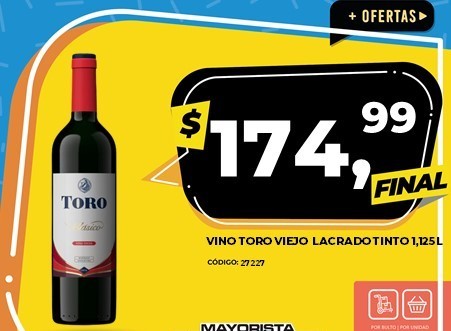 + OFERTAS
$174,99
FINAL
TORO
Clásico
VINO TORO VIEJO LACRADO TINTO 1,125 L
CÓDIGO: 27227
POR BULTO | POR UNIDAD
MAYORISTA